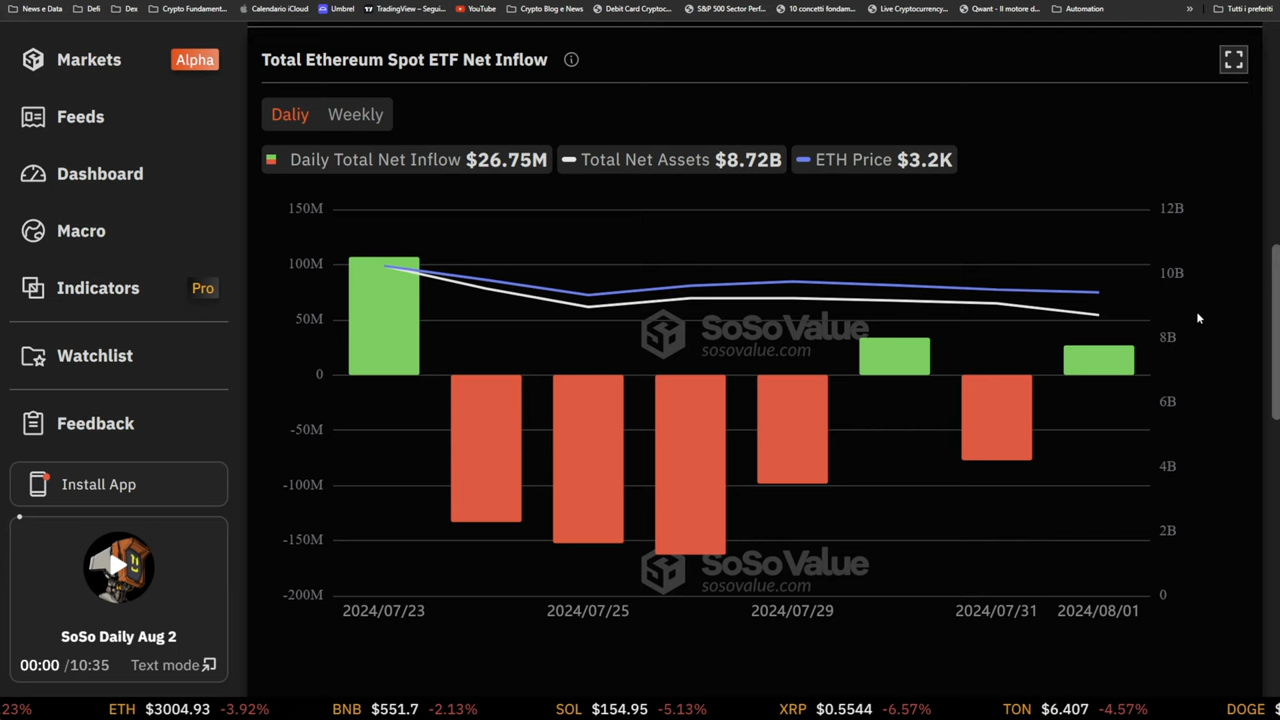 News e Data Defi Dex Crypto Fundament... Calendario iCloud Umbrel TradingView – Segui... YouTube Crypto Blog e News Debit Card Cryptoc... S&P 500 Sector Perf... 10 concetti fondam... Live Cryptocurrency... Qwant - Il motore d... Automation » Tutti i preferiti
Markets Alpha
Feeds
Dashboard
Macro
Indicators Pro
Watchlist
Feedback
Install App
SoSo Daily Aug 2
00:00 /10:35 Text mode
Total Ethereum Spot ETF Net Inflow
Daliy Weekly
Daily Total Net Inflow $26.75M Total Net Assets $8.72B ETH Price $3.2K
150M 12B
100M 10B
50M 8B
0 6B
-50M 4B
-100M 2B
-150M 0
-200M
SoSoValue
sosovalue.com
SoSoValue
sosovalue.com
2024/07/23 2024/07/25 2024/07/29 2024/07/31 2024/08/01
23% ETH $3004.93 -3.92% BNB $551.7 -2.13% SOL $154.95 -5.13% XRP $0.5544 -6.57% TON $6.407 -4.57% DOGE